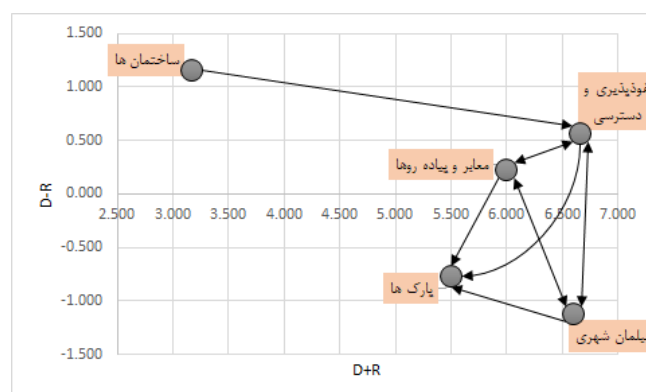 1.500
ساختمان ها
1.000
نفوذپذیری و
دسترسی
0.500
معابر و پیاده روها
0.000
2.500 3.000 3.500 4.000 4.500 5.000 5.500 6.000 6.500 7.000
D-R
-0.500
پارک ها
-1.000
مبلمان شهری
-1.500
D+R